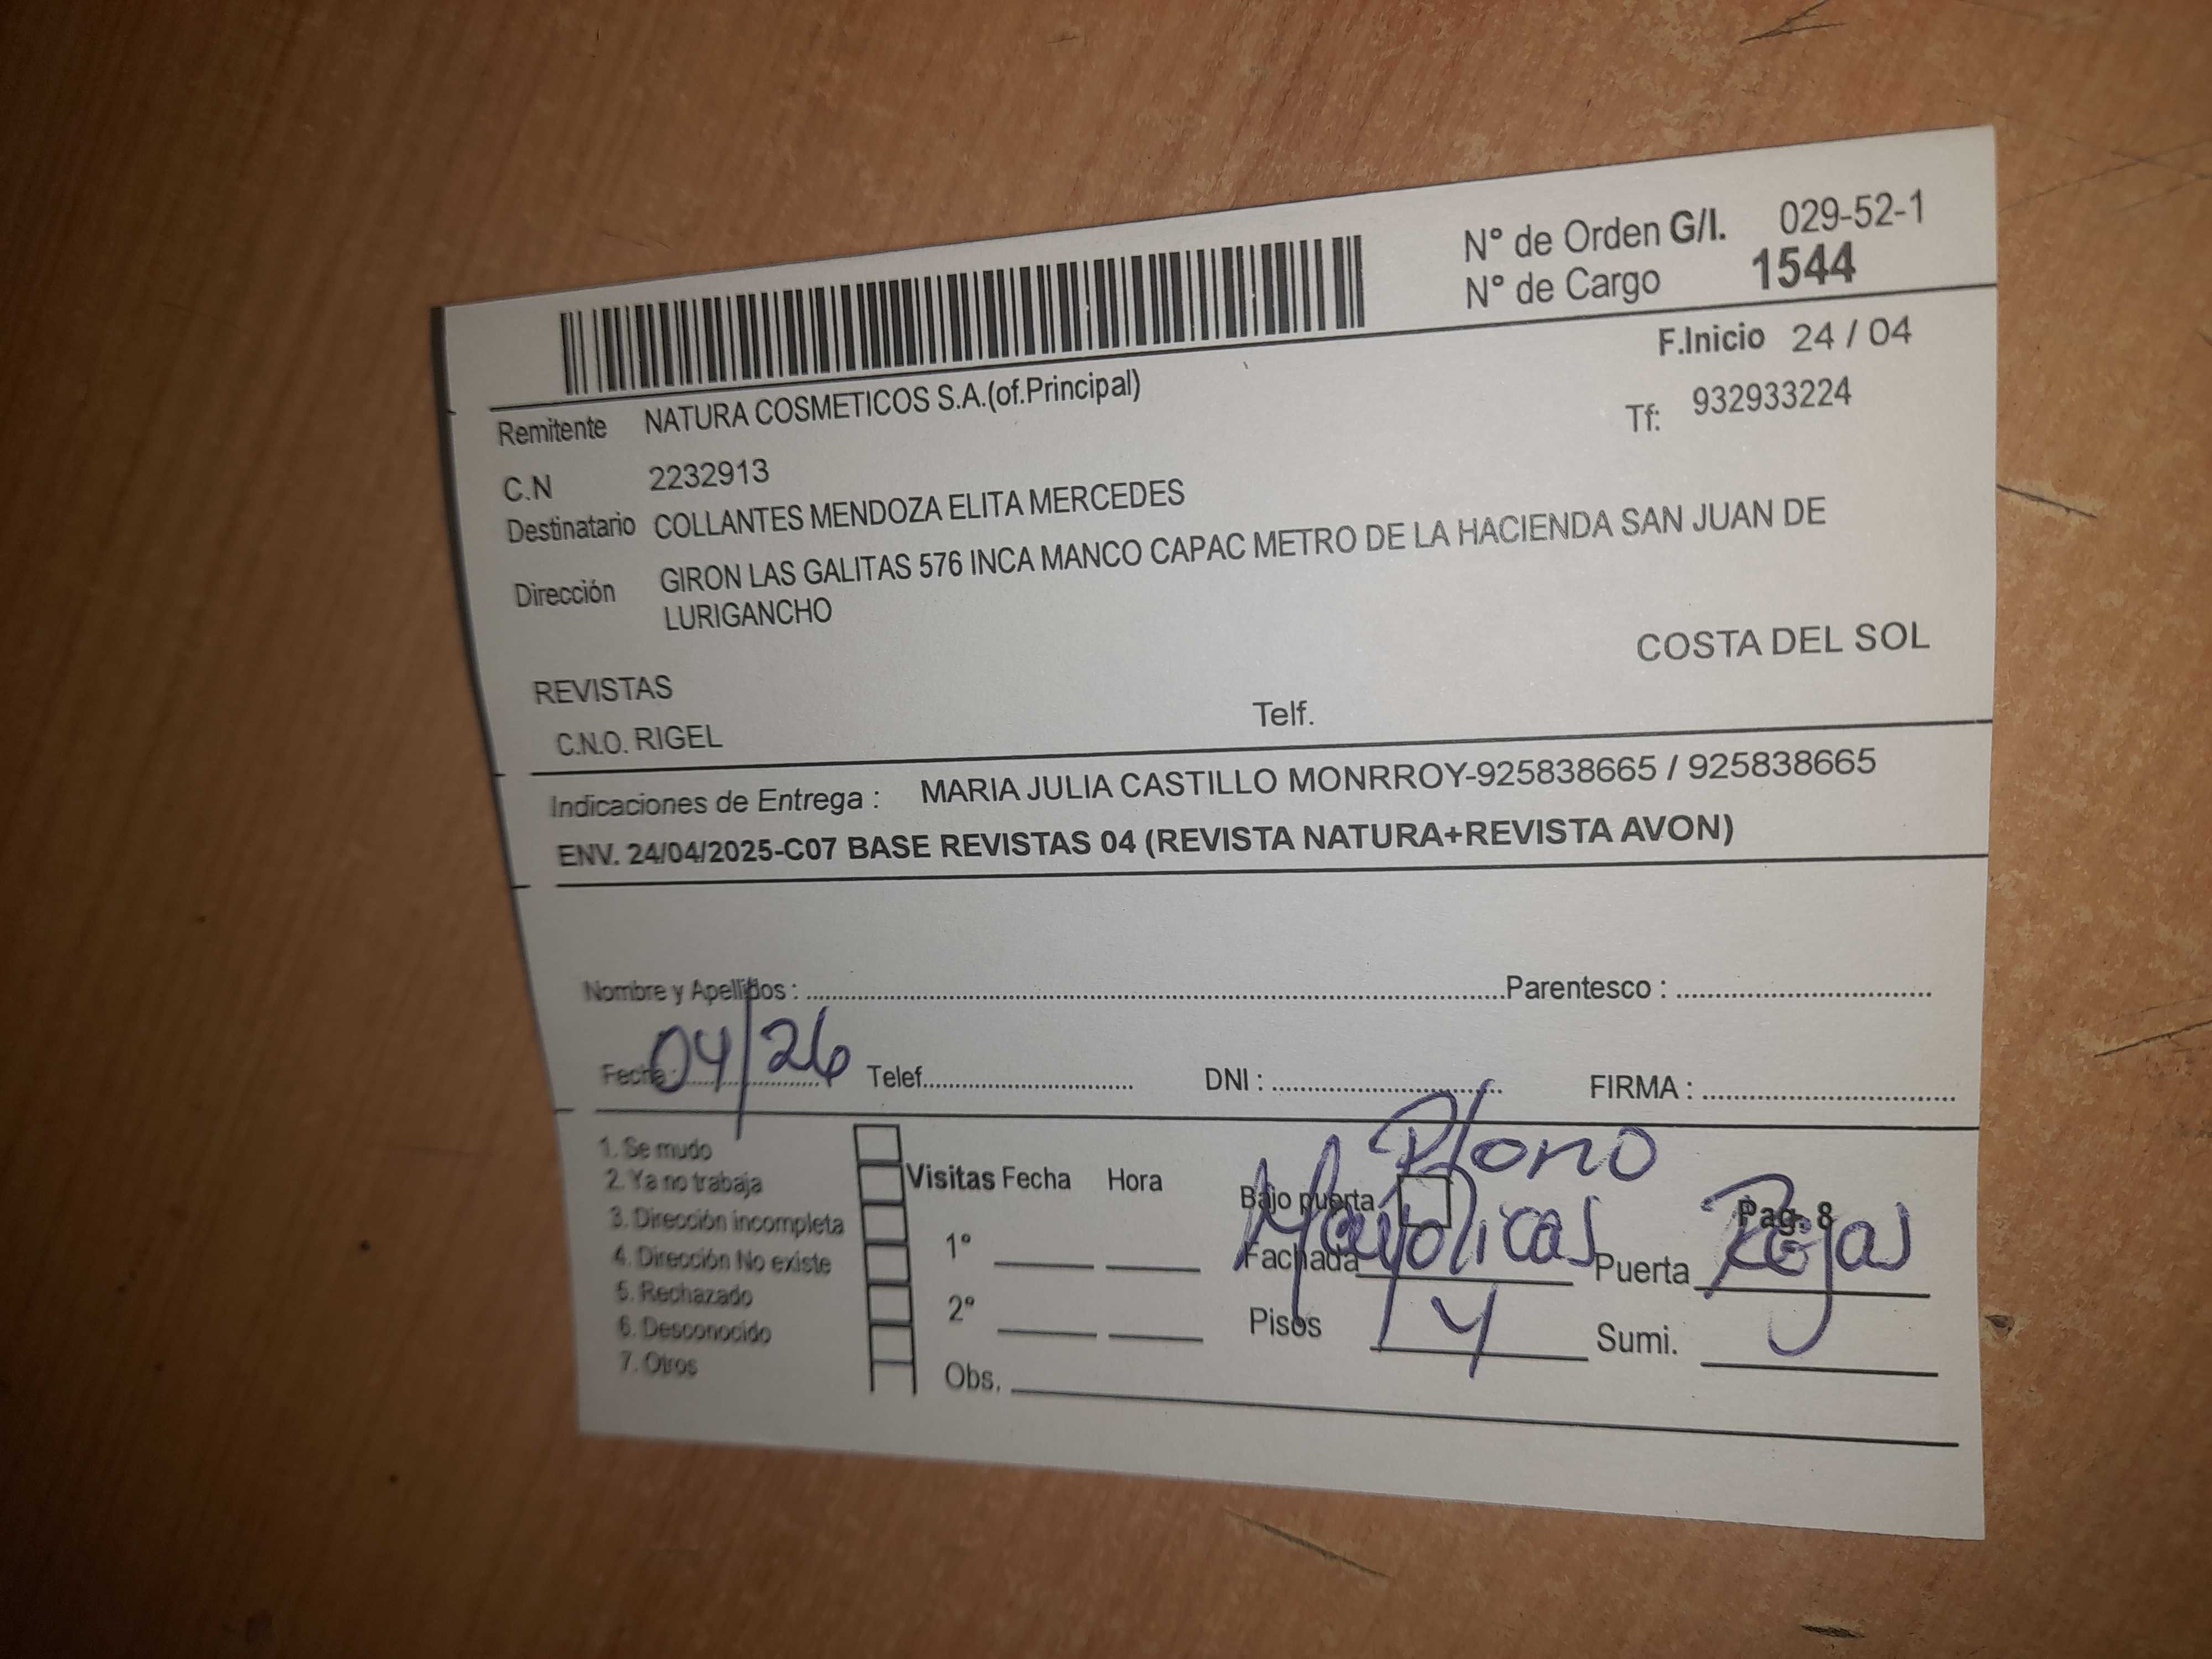 N° de Orden G/I. 029-52-1
N° de Cargo 1544
F.Inicio 24 / 04
Remitente NATURA COSMETICOS S.A.(of.Principal)
Tf: 932933224
C.N 2232913
Destinatario COLLANTES MENDOZA ELITA MERCEDES
Dirección GIRON LAS GALITAS 576 INCA MANCO CAPAC METRO DE LA HACIENDA SAN JUAN DE
LURIGANCHO
COSTA DEL SOL
REVISTAS
C.N.O. RIGEL Telf.
Indicaciones de Entrega : MARIA JULIA CASTILLO MONRROY-925838665 / 925838665
ENV. 24/04/2025-C07 BASE REVISTAS 04 (REVISTA NATURA+REVISTA AVON)
Nombre y Apellidos : Parentesco :
Fecha : 04/26 Telef. DNI : FIRMA :
1. Se mudo
2. Ya no trabaja
3. Dirección incompleta
4. Dirección No existe
5. Rechazado
6. Desconocido
7. Otros
Visitas Fecha Hora
1°
2°
Obs.
Bajo puerta Pag. 8
Fachada Puerta Rejas
Pisos 4 Sumi.